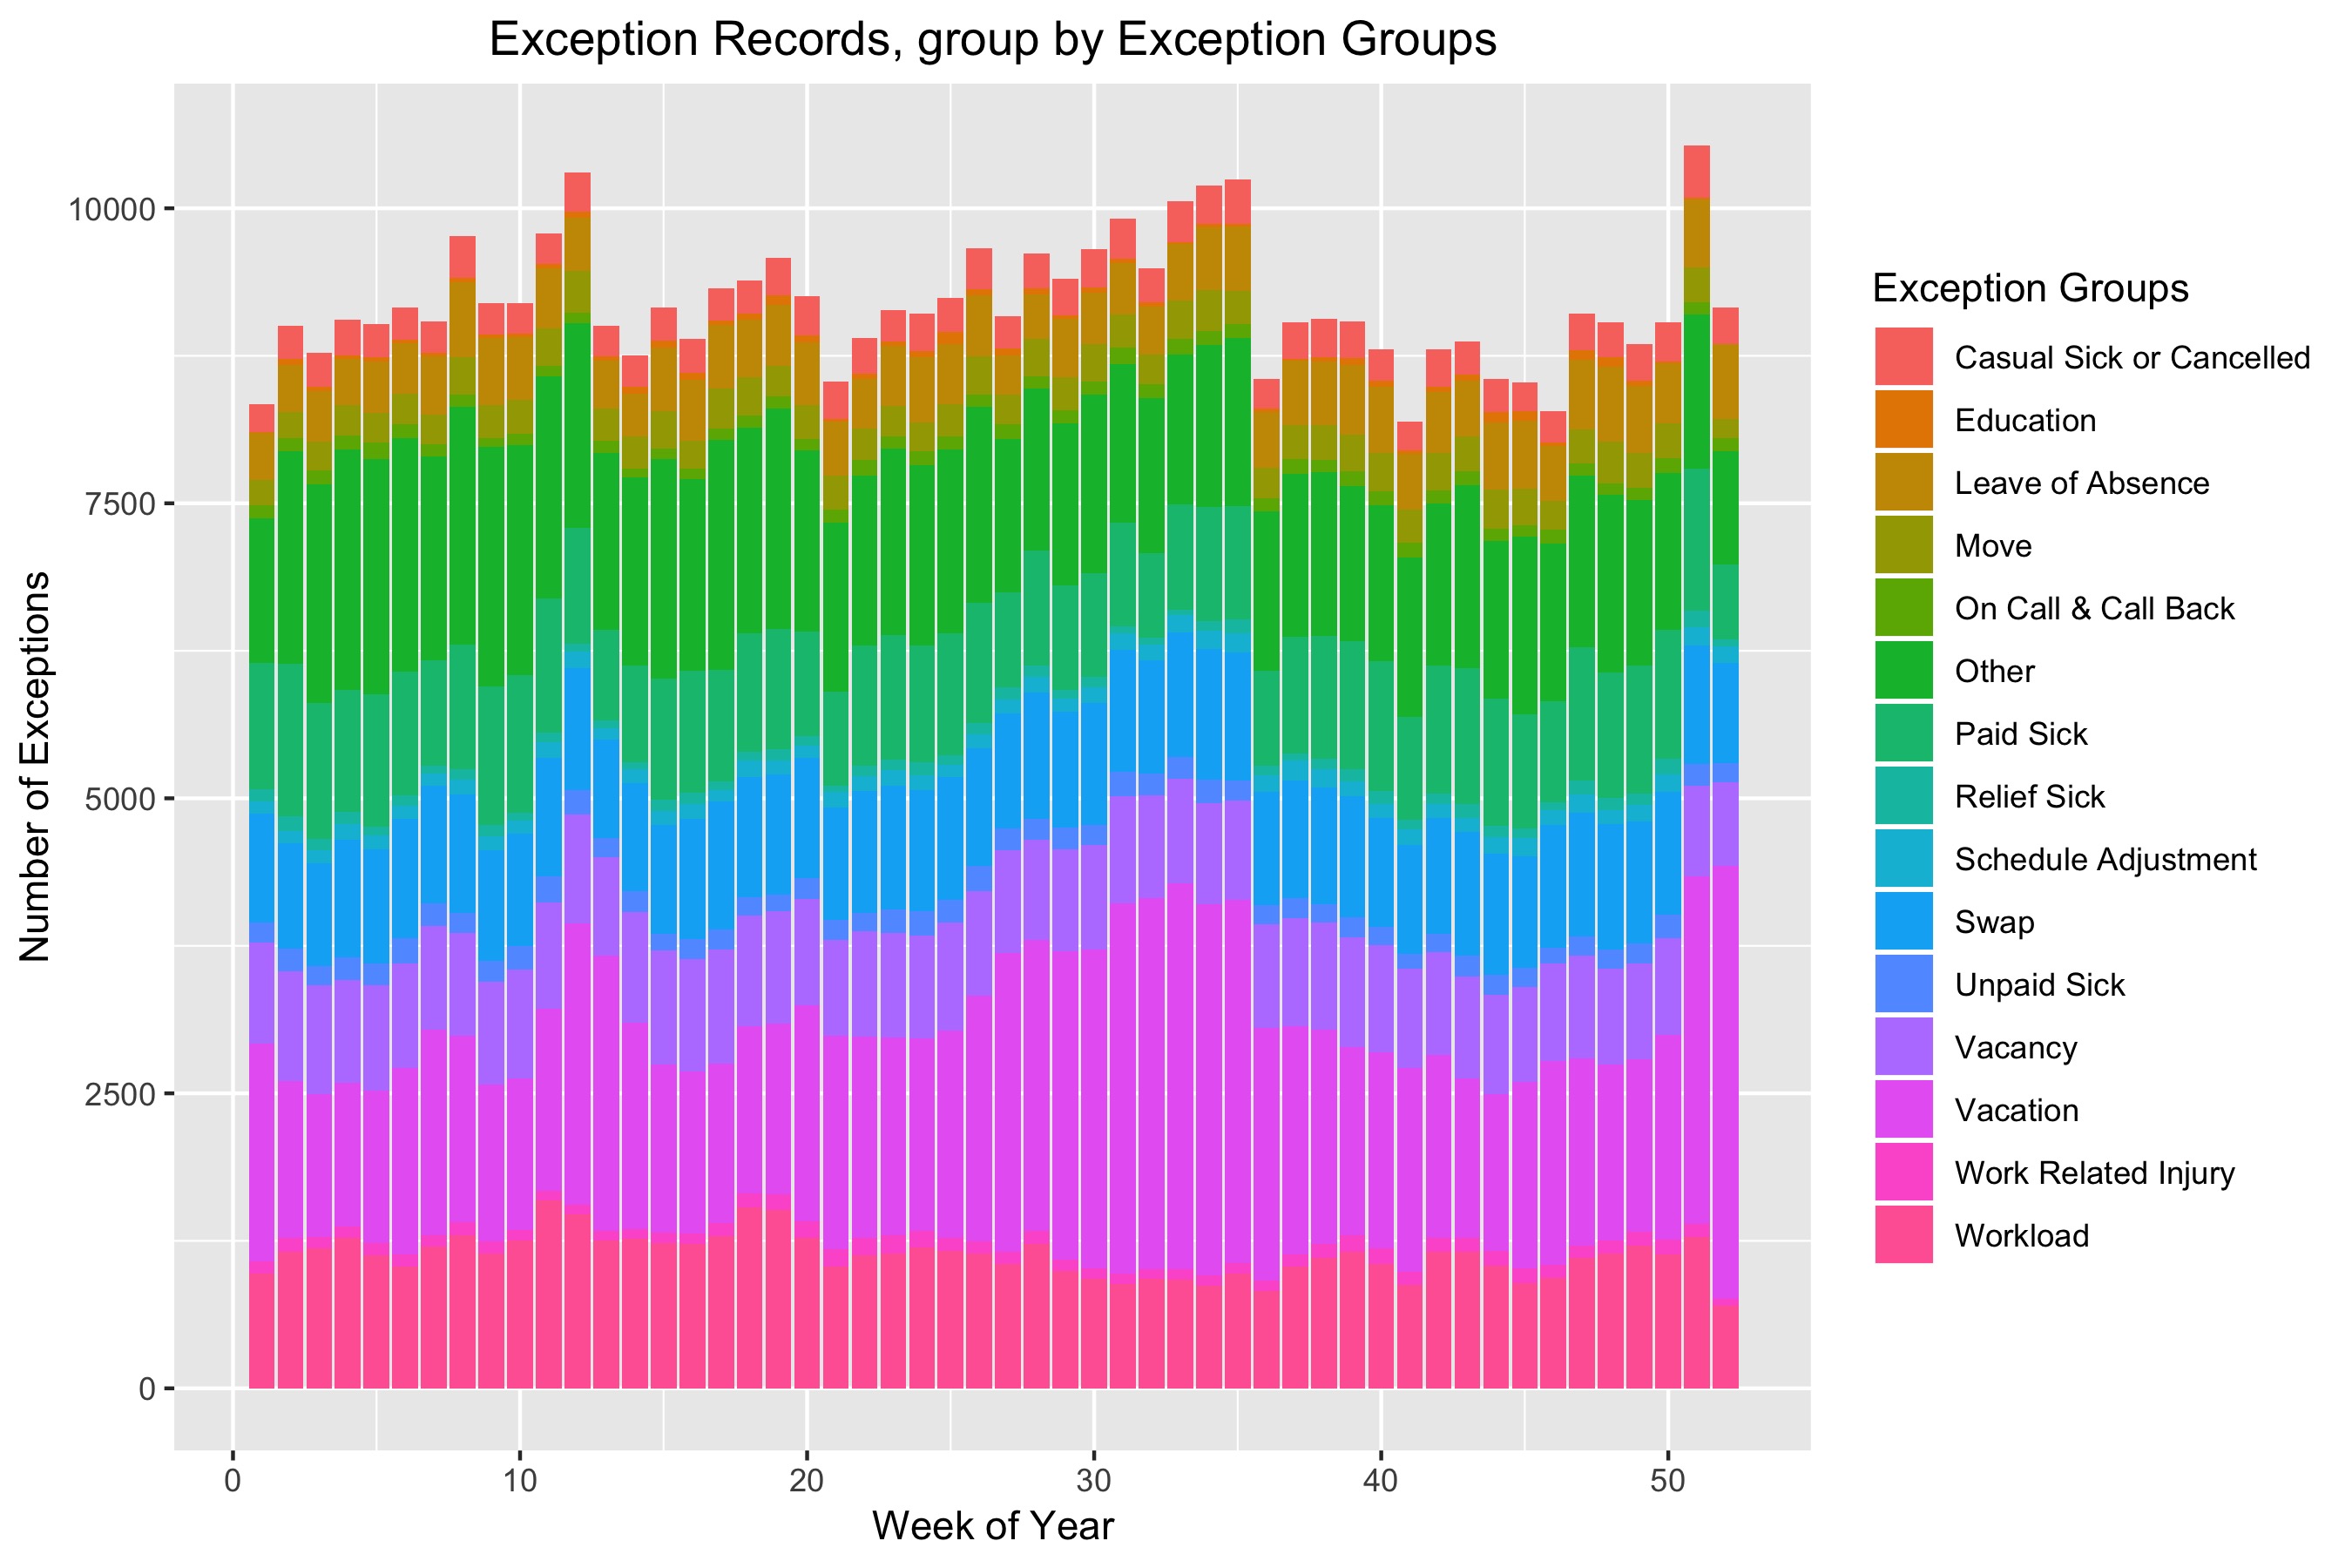 Exception Records, group by Exception Groups
Number of Exceptions
10000
7500
5000
2500
0
0 10 20 30 40 50
Week of Year
Exception Groups
Casual Sick or Cancelled
Education
Leave of Absence
Move
On Call & Call Back
Other
Paid Sick
Relief Sick
Schedule Adjustment
Swap
Unpaid Sick
Vacancy
Vacation
Work Related Injury
Workload